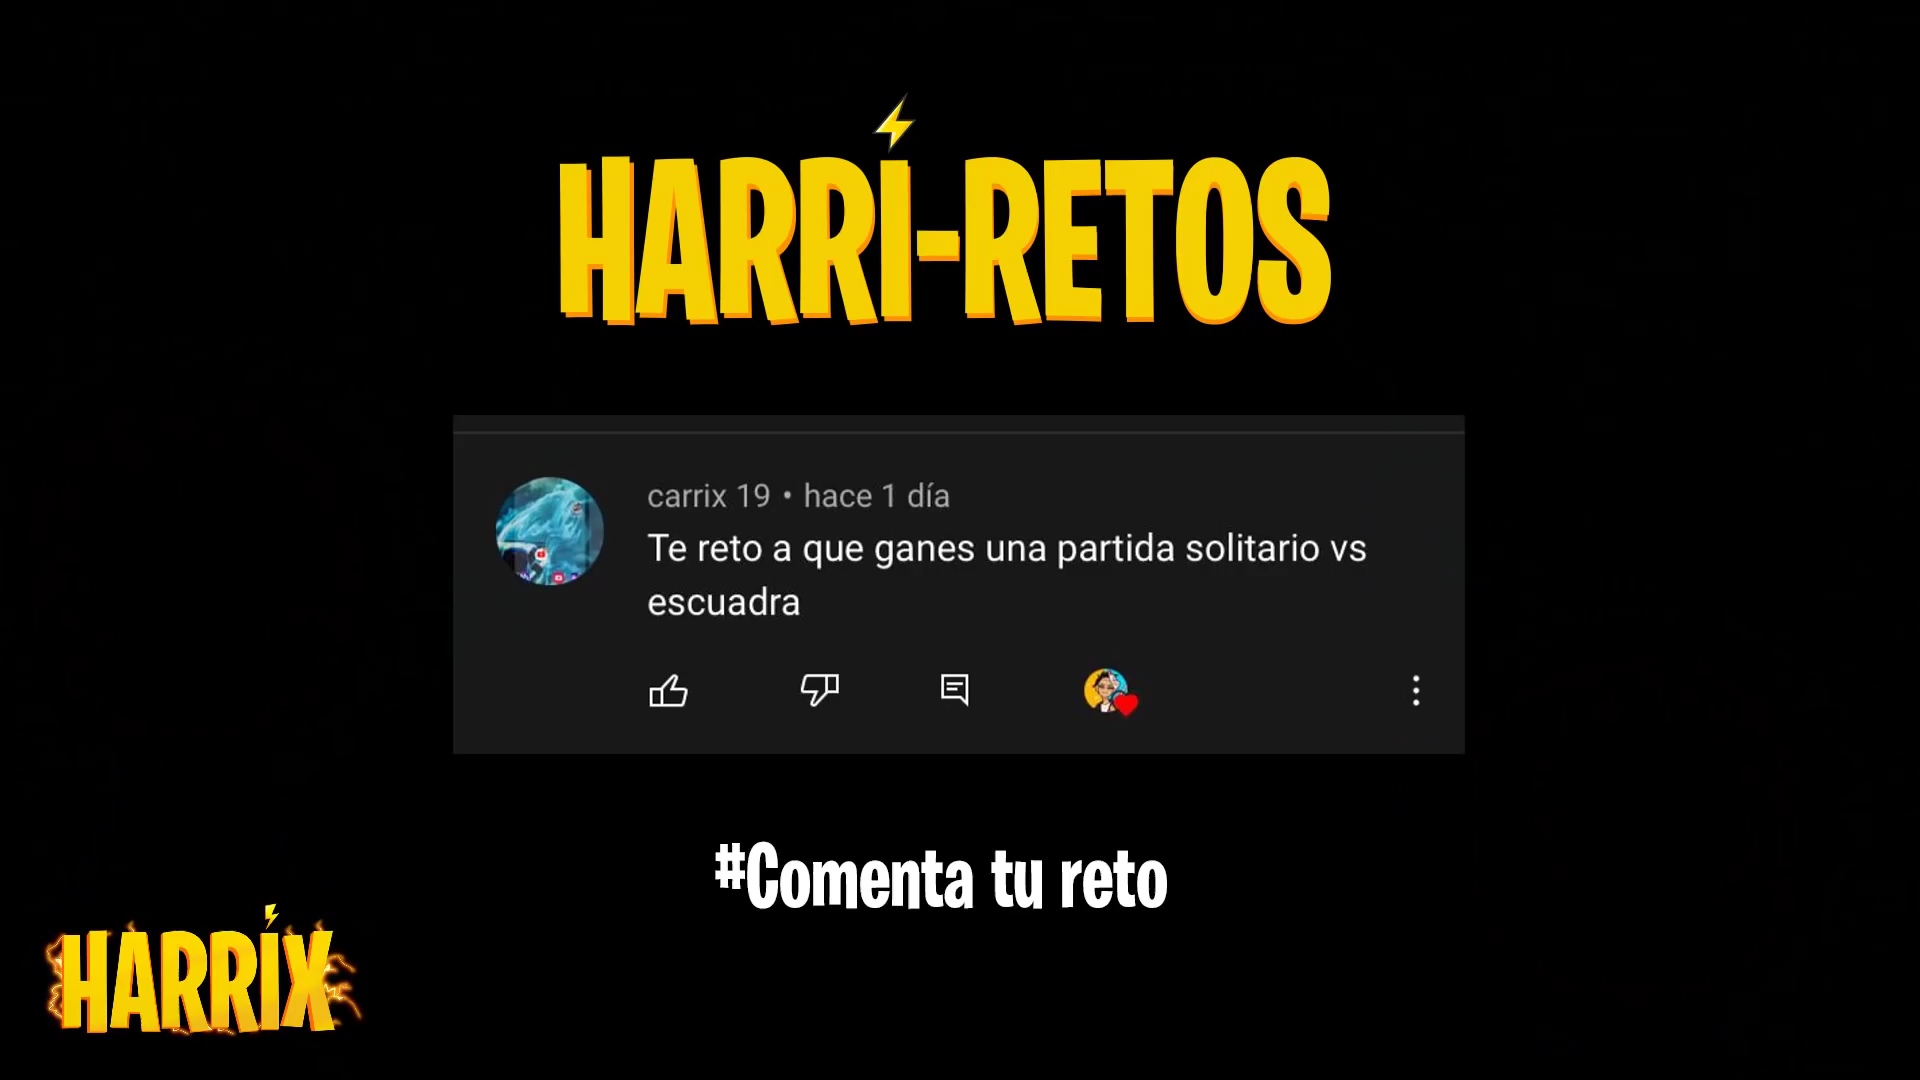 HARRI-RETOS
carrix 19 • hace 1 día
Te reto a que ganes una partida solitario vs
escuadra
#Comenta tu reto
HARRIX